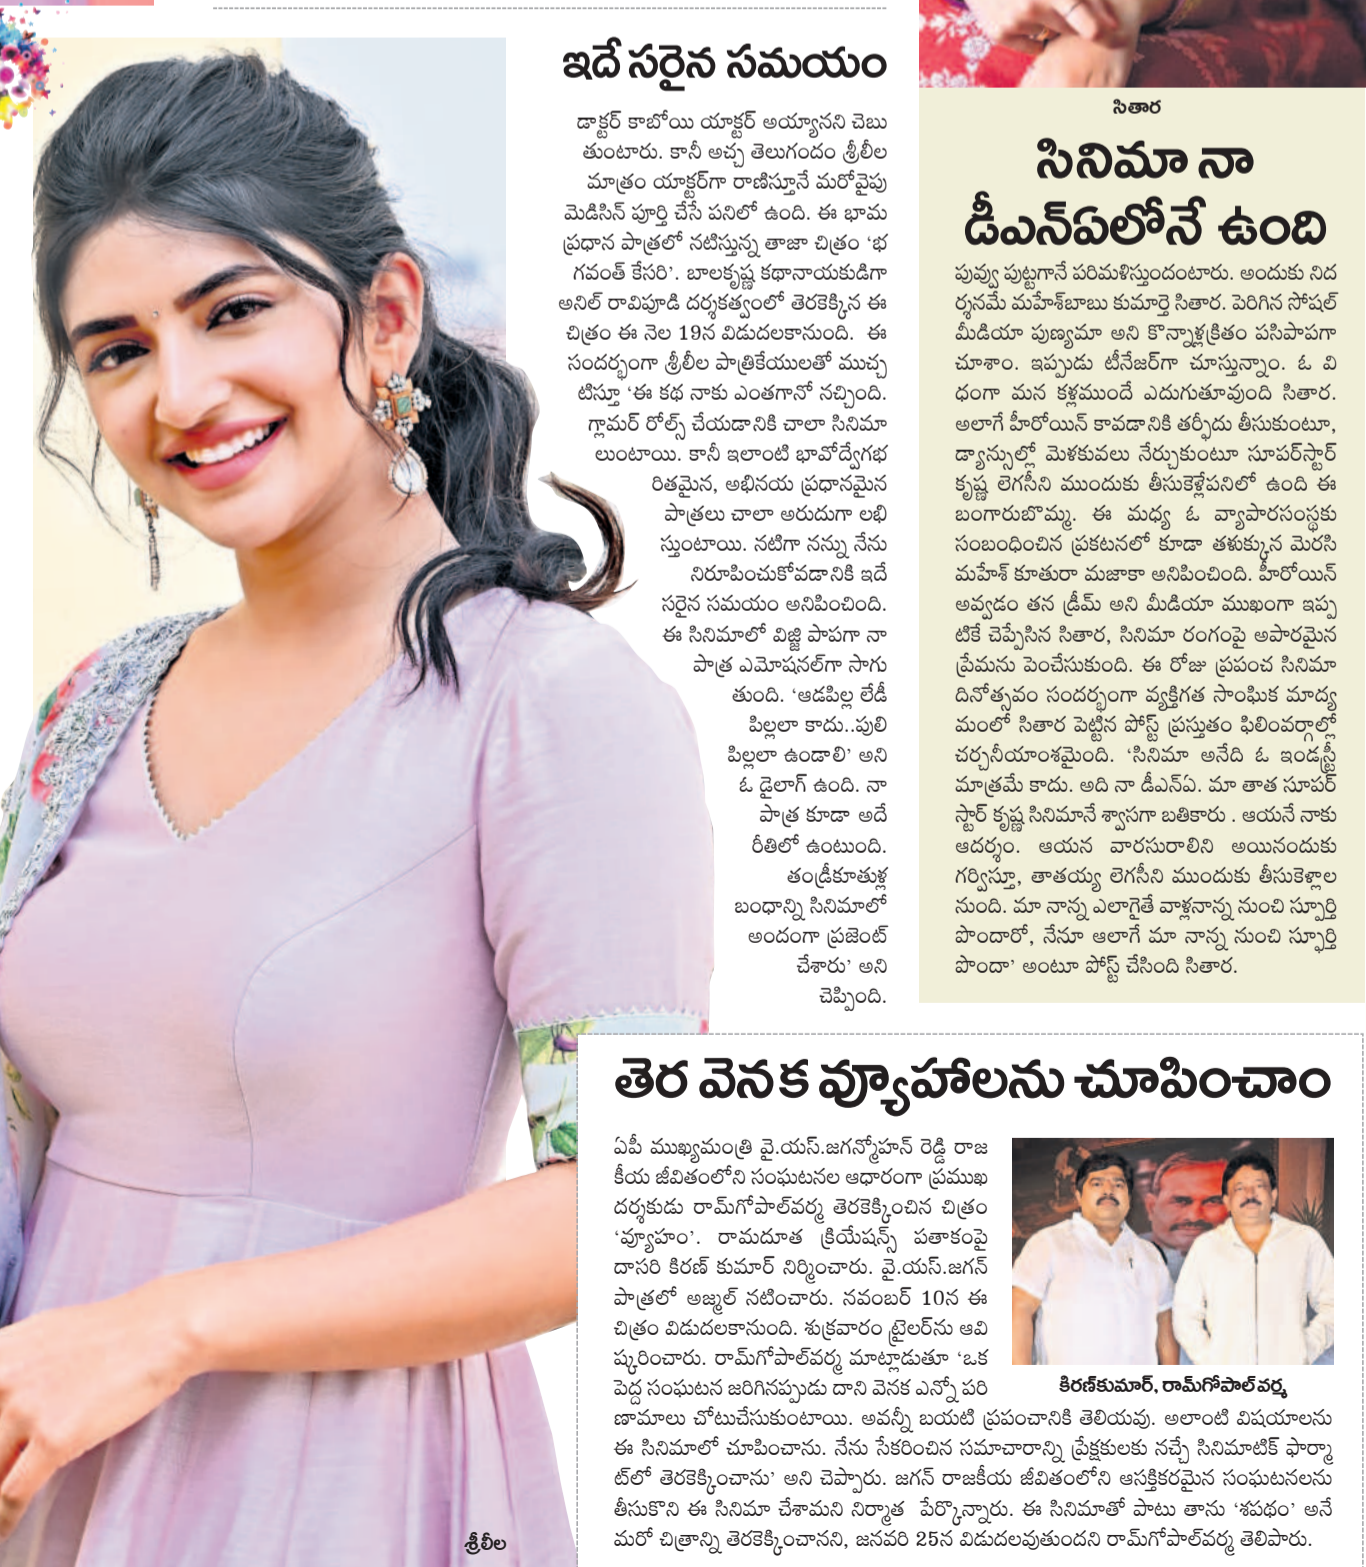 ఇదే సరైన సమయం
డాక్టర్ కాబోయి యాక్టర్ అయ్యానని చెబు
తుంటారు. కానీ అచ్చ తెలుగందం శ్రీలీల
మాత్రం యాక్టర్‌గా రాణిస్తూనే మరోవైపు
మెడిసిన్ పూర్తి చేసే పనిలో ఉంది. ఈ భామ
ప్రధాన పాత్రలో నటిస్తున్న తాజా చిత్రం ‘భ
గవంత్ కేసరి’. బాలకృష్ణ కథానాయకుడిగా
అనిల్ రావిపూడి దర్శకత్వంలో తెరకెక్కిన ఈ
చిత్రం ఈ నెల 19న విడుదలకానుంది. ఈ
సందర్భంగా శ్రీలీల పాత్రికేయులతో ముచ్చ
టిస్తూ ‘ఈ కథ నాకు ఎంతగానో నచ్చింది.
గ్లామర్ రోల్స్ చేయడానికి చాలా సినిమా
లుంటాయి. కానీ ఇలాంటి భావోద్వేగభ
రితమైన, అభినయ ప్రధానమైన
పాత్రలు చాలా అరుదుగా లభి
స్తుంటాయి. నటిగా నన్ను నేను
నిరూపించుకోవడానికి ఇదే
సరైన సమయం అనిపించింది.
ఈ సినిమాలో విజ్జి పాపగా నా
పాత్ర ఎమోషనల్‌గా సాగు
తుంది. ‘ఆడపిల్ల లేడీ
పిల్లలా కాదు..పులి
పిల్లలా ఉండాలి’ అని
ఓ డైలాగ్ ఉంది. నా
పాత్ర కూడా అదే
రీతిలో ఉంటుంది.
తండ్రీకూతుళ్ల
బంధాన్ని సినిమాలో
అందంగా ప్రజెంట్
చేశారు’ అని
చెప్పింది.
శ్రీలీల
సితార
సినిమా నా
డీఎన్ఏలోనే ఉంది
పువ్వు పుట్టగానే పరిమళిస్తుందంటారు. అందుకు నిద
ర్శనమే మహేశ్‌బాబు కుమార్తె సితార. పెరిగిన సోషల్
మీడియా పుణ్యమా అని కొన్నాళ్లక్రితం పసిపాపగా
చూశాం. ఇప్పుడు టీనేజర్‌గా చూస్తున్నాం. ఓ వి
ధంగా మన కళ్లముందే ఎదుగుతూవుంది సితార.
అలాగే హీరోయిన్ కావడానికి తర్ఫీదు తీసుకుంటూ,
డ్యాన్సుల్లో మెళకువలు నేర్చుకుంటూ సూపర్‌స్టార్
కృష్ణ లెగసీని ముందుకు తీసుకెళ్లేపనిలో ఉంది ఈ
బంగారుబొమ్మ. ఈ మధ్య ఓ వ్యాపారసంస్థకు
సంబంధించిన ప్రకటనలో కూడా తళుక్కున మెరసి
మహేశ్ కూతురా మజాకా అనిపించింది. హీరోయిన్
అవ్వడం తన డ్రీమ్ అని మీడియా ముఖంగా ఇప్ప
టికే చెప్పేసిన సితార, సినిమా రంగంపై అపారమైన
ప్రేమను పెంచేసుకుంది. ఈ రోజు ప్రపంచ సినిమా
దినోత్సవం సందర్భంగా వ్యక్తిగత సాంఘిక మాద్య
మంలో సితార పెట్టిన పోస్ట్ ప్రస్తుతం ఫిలింవర్గాల్లో
చర్చనీయాంశమైంది. ‘సినిమా అనేది ఓ ఇండస్ట్రీ
మాత్రమే కాదు. అది నా డీఎన్ఏ. మా తాత సూపర్
స్టార్ కృష్ణ సినిమానే శ్వాసగా బతికారు . ఆయనే నాకు
ఆదర్శం. ఆయన వారసురాలిని అయినందుకు
గర్విస్తూ, తాతయ్య లెగసీని ముందుకు తీసుకెళ్లాల
నుంది. మా నాన్న ఎలాగైతే వాళ్లనాన్న నుంచి స్ఫూర్తి
పొందారో, నేనూ ఆలాగే మా నాన్న నుంచి స్ఫూర్తి
పొందా’ అంటూ పోస్ట్ చేసింది సితార.
తెర వెనక వ్యూహాలను చూపించాం
ఏపీ ముఖ్యమంత్రి వై.యస్.జగన్మోహన్ రెడ్డి రాజ
కీయ జీవితంలోని సంఘటనల ఆధారంగా ప్రముఖ
దర్శకుడు రామ్‌గోపాల్‌వర్మ తెరకెక్కించిన చిత్రం
‘వ్యూహం’. రామదూత క్రియేషన్స్ పతాకంపై
దాసరి కిరణ్ కుమార్ నిర్మించారు. వై.యస్.జగన్
పాత్రలో అజ్మల్ నటించారు. నవంబర్ 10న ఈ
చిత్రం విడుదలకానుంది. శుక్రవారం ట్రైలర్‌ను ఆవి
ష్కరించారు. రామ్‌గోపాల్‌వర్మ మాట్లాడుతూ ‘ఒక
పెద్ద సంఘటన జరిగినప్పుడు దాని వెనక ఎన్నో పరి
ణామాలు చోటుచేసుకుంటాయి. అవన్నీ బయటి ప్రపంచానికి తెలియవు. అలాంటి విషయాలను
ఈ సినిమాలో చూపించాను. నేను సేకరించిన సమాచారాన్ని ప్రేక్షకులకు నచ్చే సినిమాటిక్ ఫార్మా
ట్‌లో తెరకెక్కించాను’ అని చెప్పారు. జగన్ రాజకీయ జీవితంలోని ఆసక్తికరమైన సంఘటనలను
తీసుకొని ఈ సినిమా చేశామని నిర్మాత పేర్కొన్నారు. ఈ సినిమాతో పాటు తాను ‘శపథం’ అనే
మరో చిత్రాన్ని తెరకెక్కించానని, జనవరి 25న విడుదలవుతుందని రామ్‌గోపాల్‌వర్మ తెలిపారు.
కిరణ్‌కుమార్, రామ్‌గోపాల్ వర్మ